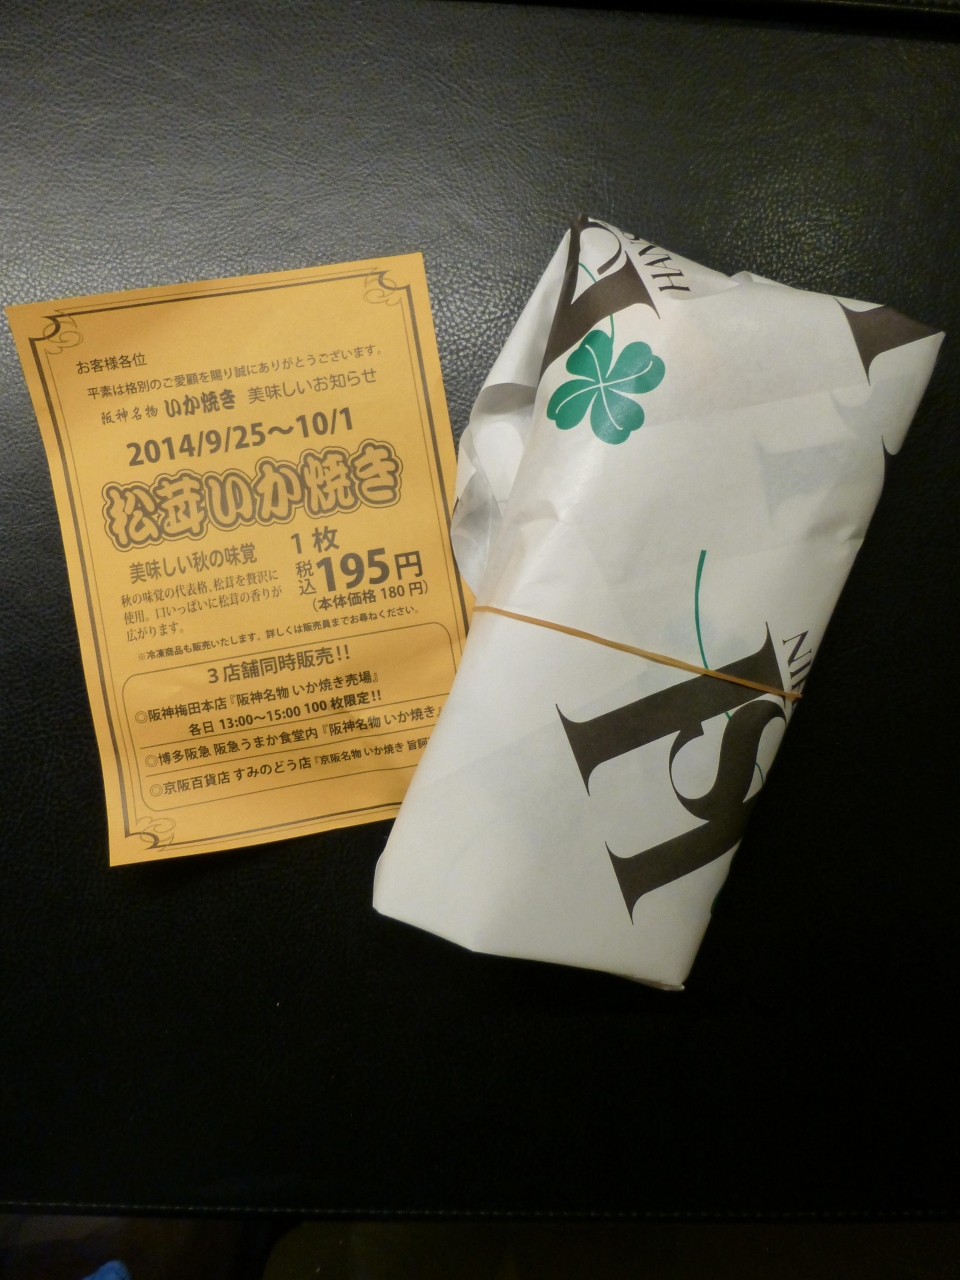 お客様各位
平素は格別のご愛顧を賜り誠にありがとうございます。
阪神名物 いか焼き 美味しいお知らせ
2014/9/25～10/1
松茸いか焼き
美味しい秋の味覚
秋の味覚の代表格、松茸を贅沢に
使用。口いっぱいに松茸の香りが
広がります。
1枚
税込195円
(本体価格 180 円)
※冷凍商品も販売いたします。詳しくは販売員までお尋ねください。
3店舗同時販売!!
◎阪神梅田本店『阪神名物 いか焼き売場』
各日 13:00～15:00 100 枚限定!!
◎博多阪急 阪急うまか食堂内『阪神名物 いか焼き』
◎京阪百貨店 すみのどう店『京阪名物 いか焼き 旨
HANS
IN